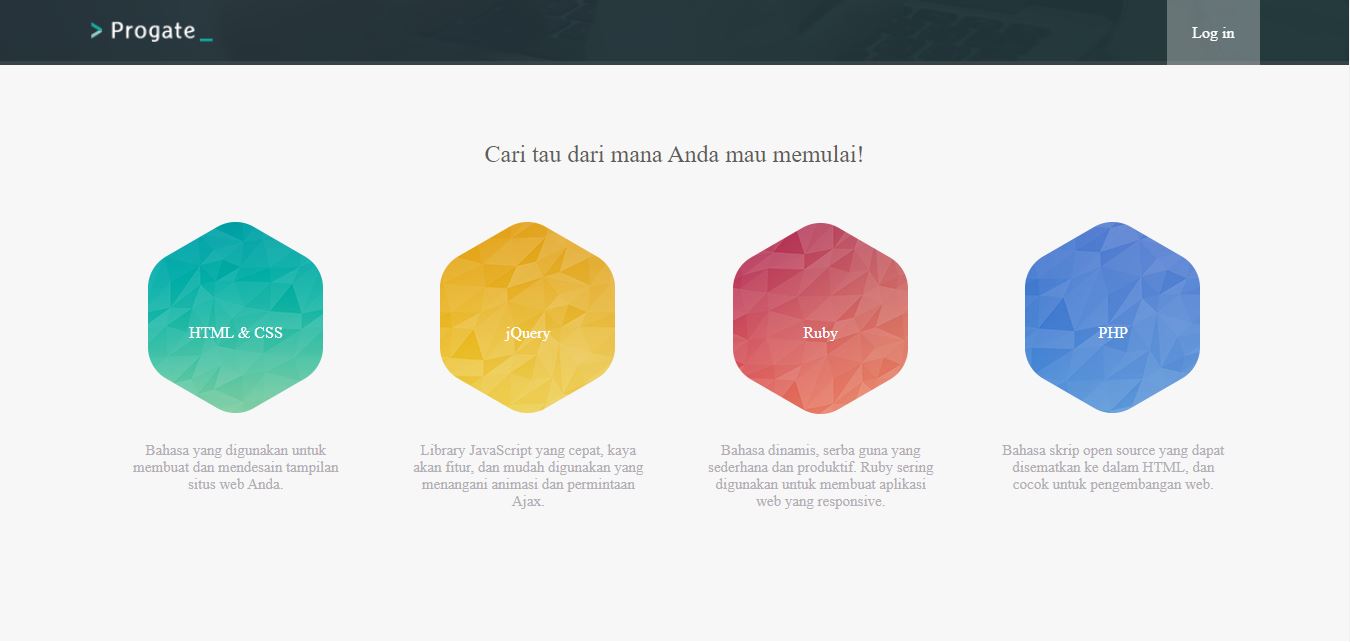 > Progate _
Log in
Cari tau dari mana Anda mau memulai!
HTML & CSS
jQuery
Ruby
PHP
Bahasa yang digunakan untuk
membuat dan mendesain tampilan
situs web Anda.
Library JavaScript yang cepat, kaya
akan fitur, dan mudah digunakan yang
menangani animasi dan permintaan
Ajax.
Bahasa dinamis, serba guna yang
sederhana dan produktif. Ruby sering
digunakan untuk membuat aplikasi
web yang responsive.
Bahasa skrip open source yang dapat
disematkan ke dalam HTML, dan
cocok untuk pengembangan web.